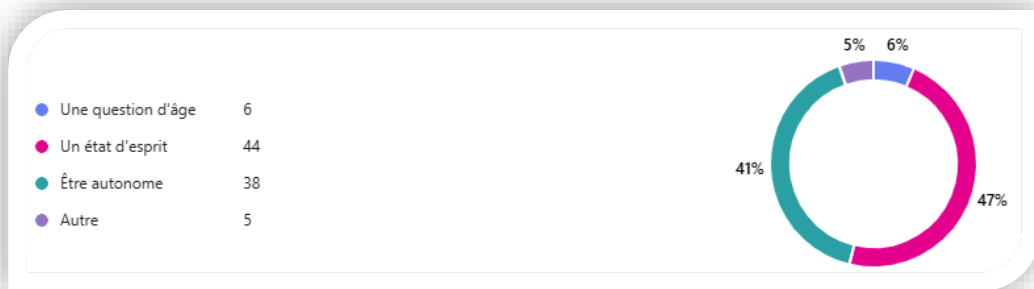 5% 6%
Une question d'âge 6
Un état d'esprit 44
Être autonome 38
41%
47%
Autre 5